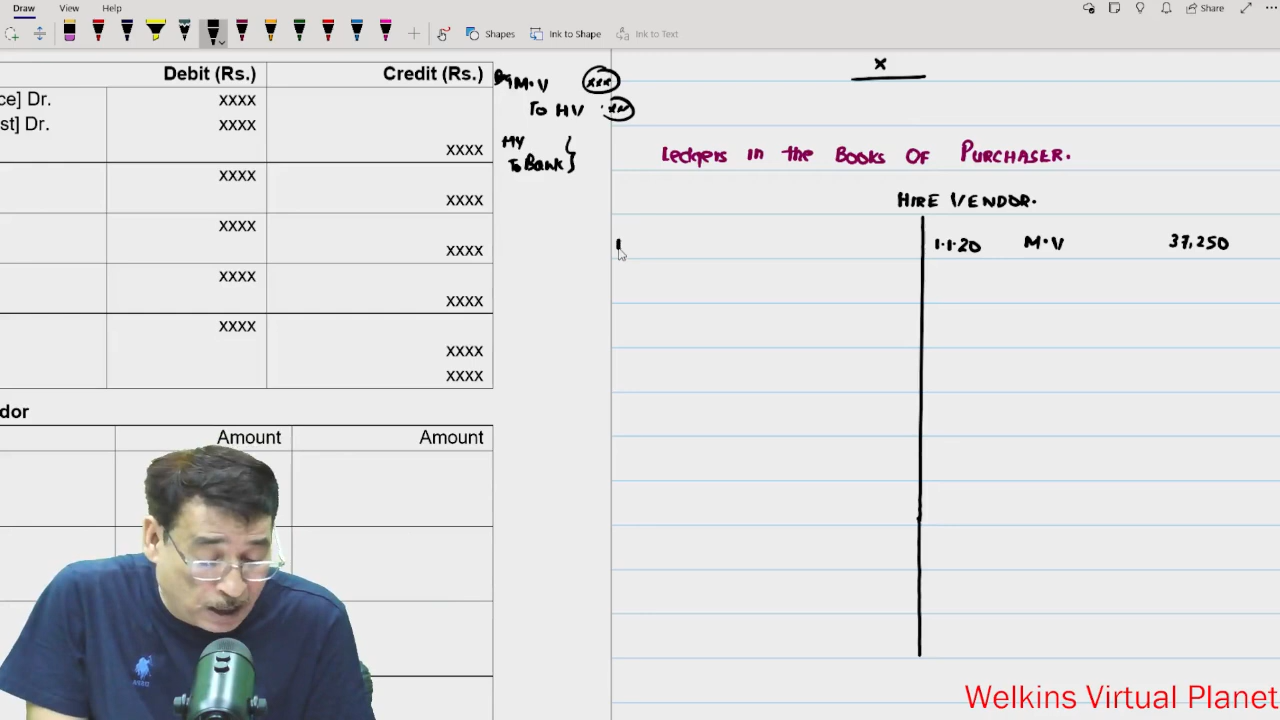 Draw View Help
Share
Shapes
Ink to Shape
Ink to Text
Debit (Rs.) Credit (Rs.)
ce] Dr. xxxx
st] Dr. xxxx
xxxx
xxxx
xxxx
xxxx
xxxx
xxxx
xxxx
xxxx
xxxx
xxxx
dor
Amount Amount
M.V xxx
To HV xx
HV
To Bank
x
Ledgers in the Books OF PURCHASER.
HIRE VENDOR.
1 1.1.20 M.V 37,250
Welkins Virtual Planet